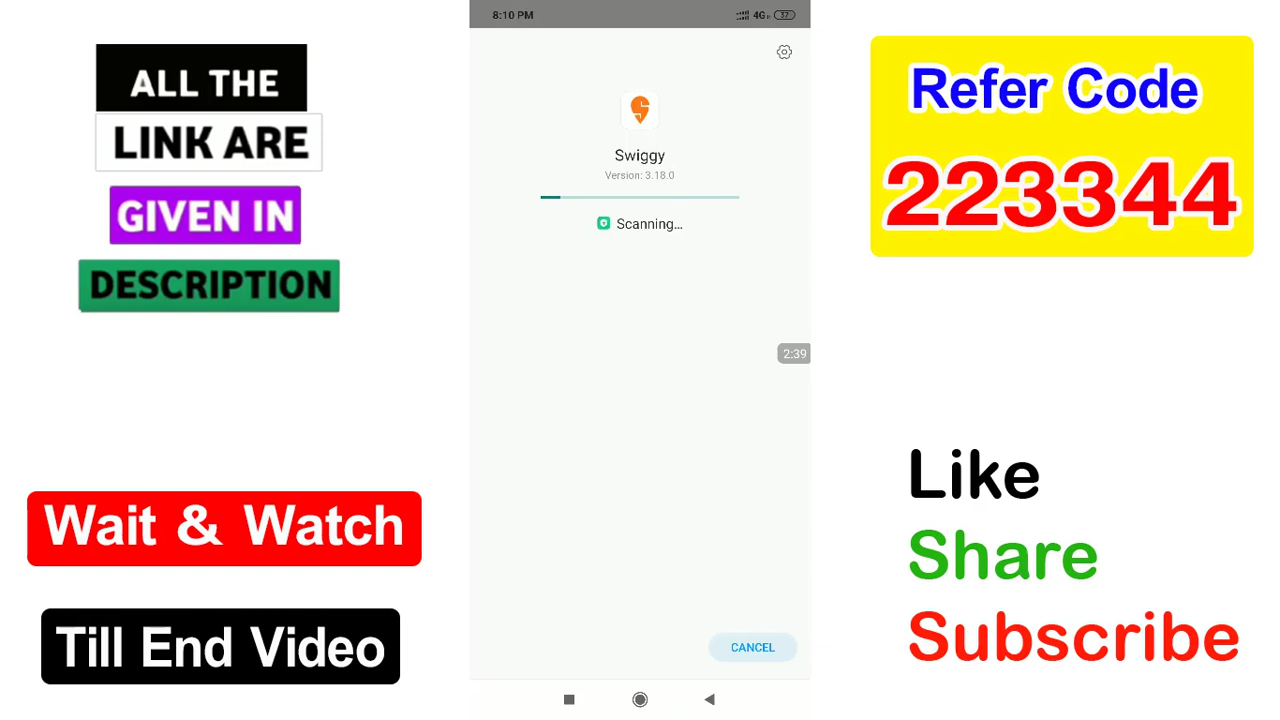 ALL THE
LINK ARE
GIVEN IN
DESCRIPTION
Wait & Watch
Till End Video
8:10 PM
4G
37
Swiggy
Version: 3.18.0
Scanning...
2:39
CANCEL
Refer Code
223344
Like
Share
Subscribe